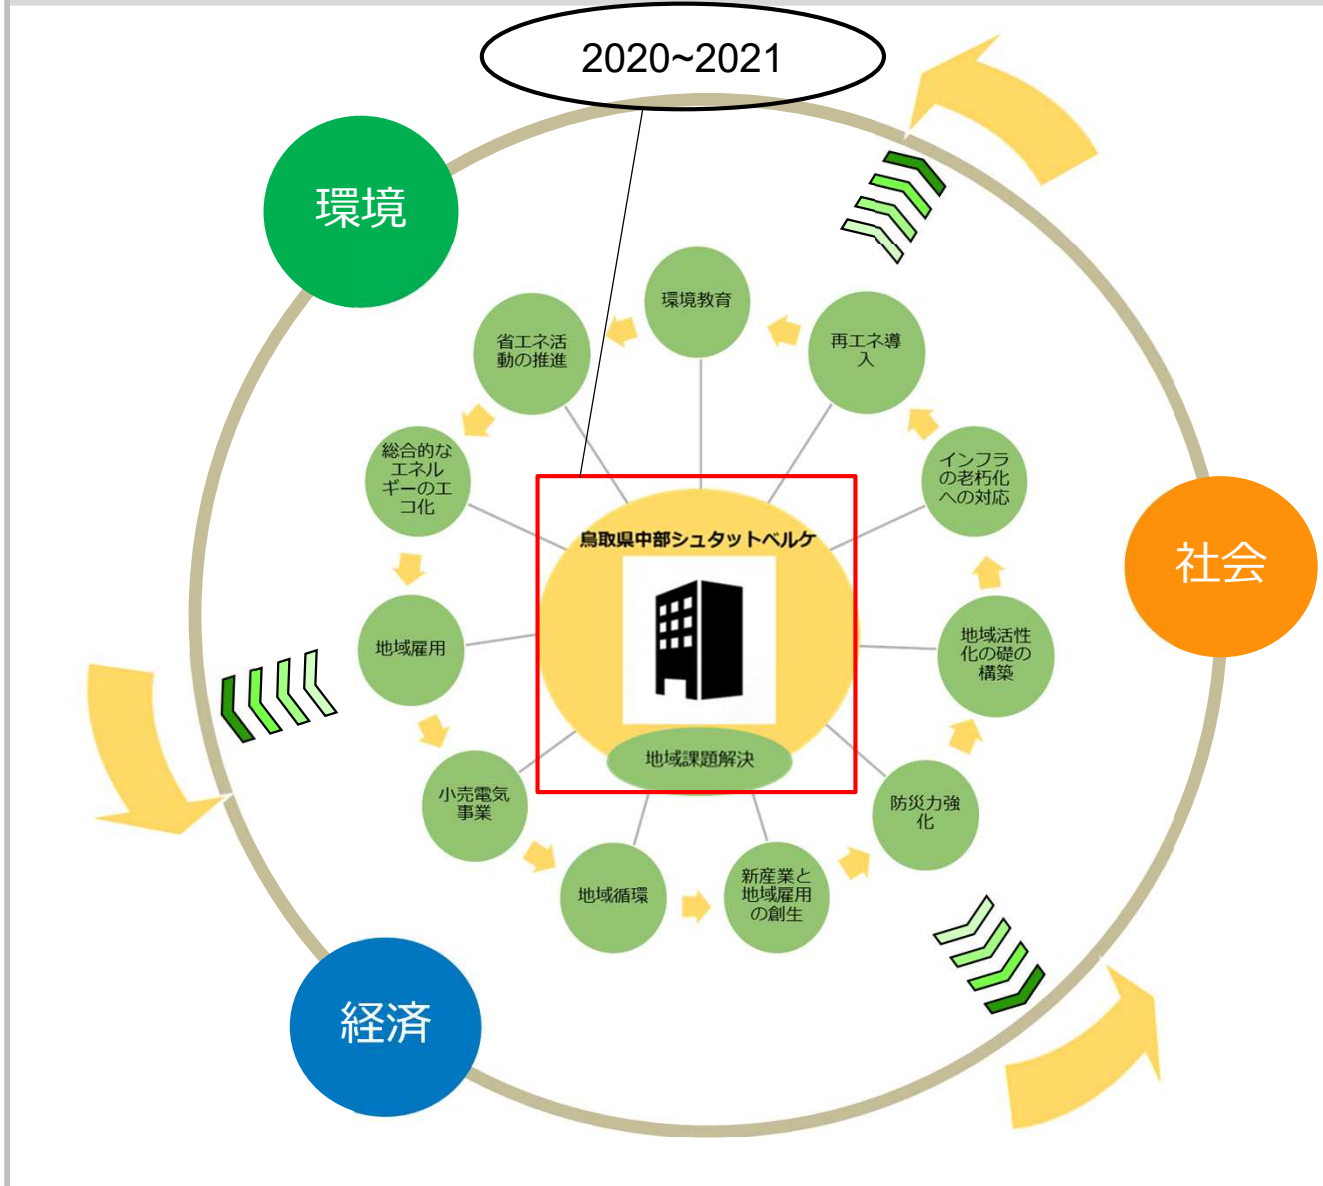 2020~2021
環境
環境教育
省エネ活
動の推進
再エネ導
入
総合的な
エネル
ギーのエ
コ化
インフラ
の老朽化
への対応
鳥取県中部シュタットベルケ
社会
地域雇用
地域活性
化の礎の
構築
地域課題解決
小売電気
事業
防災力強
化
地域循環
新産業と
地域雇用
の創生
経済